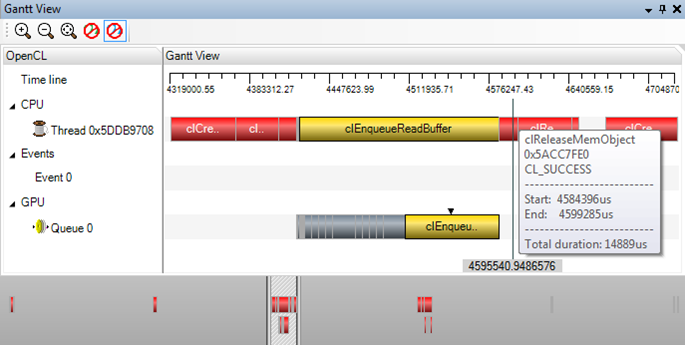 Gantt View
OpenCL
Gantt View
Time line
4319000.55 4383312.27 4447623.99 4511935.71 4576247.43 4640559.15 4704870
CPU
Thread 0x5DDB9708
clCre.. cl.. clEnqueueReadBuffer clRe... clCre..
Events
Event 0
GPU
Queue 0
clEnqueu..
clReleaseMemObject
0x5ACC7FE0
CL_SUCCESS
Start: 4584396us
End: 4599285us
Total duration: 14889us
4595540.9486576